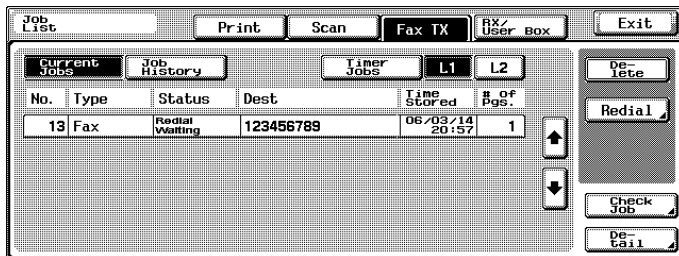 Job
List
Print
Scan
Fax TX
RX/
User Box
Exit
Current
Jobs
Job
History
Timer
Jobs
L1
L2
De-
lete
No.
Type
Status
Dest
Time
Stored
# of
Pgs.
Redial
13
Fax
Redial
Waiting
123456789
06/03/14
20:57
1
Check
Job
De-
tail